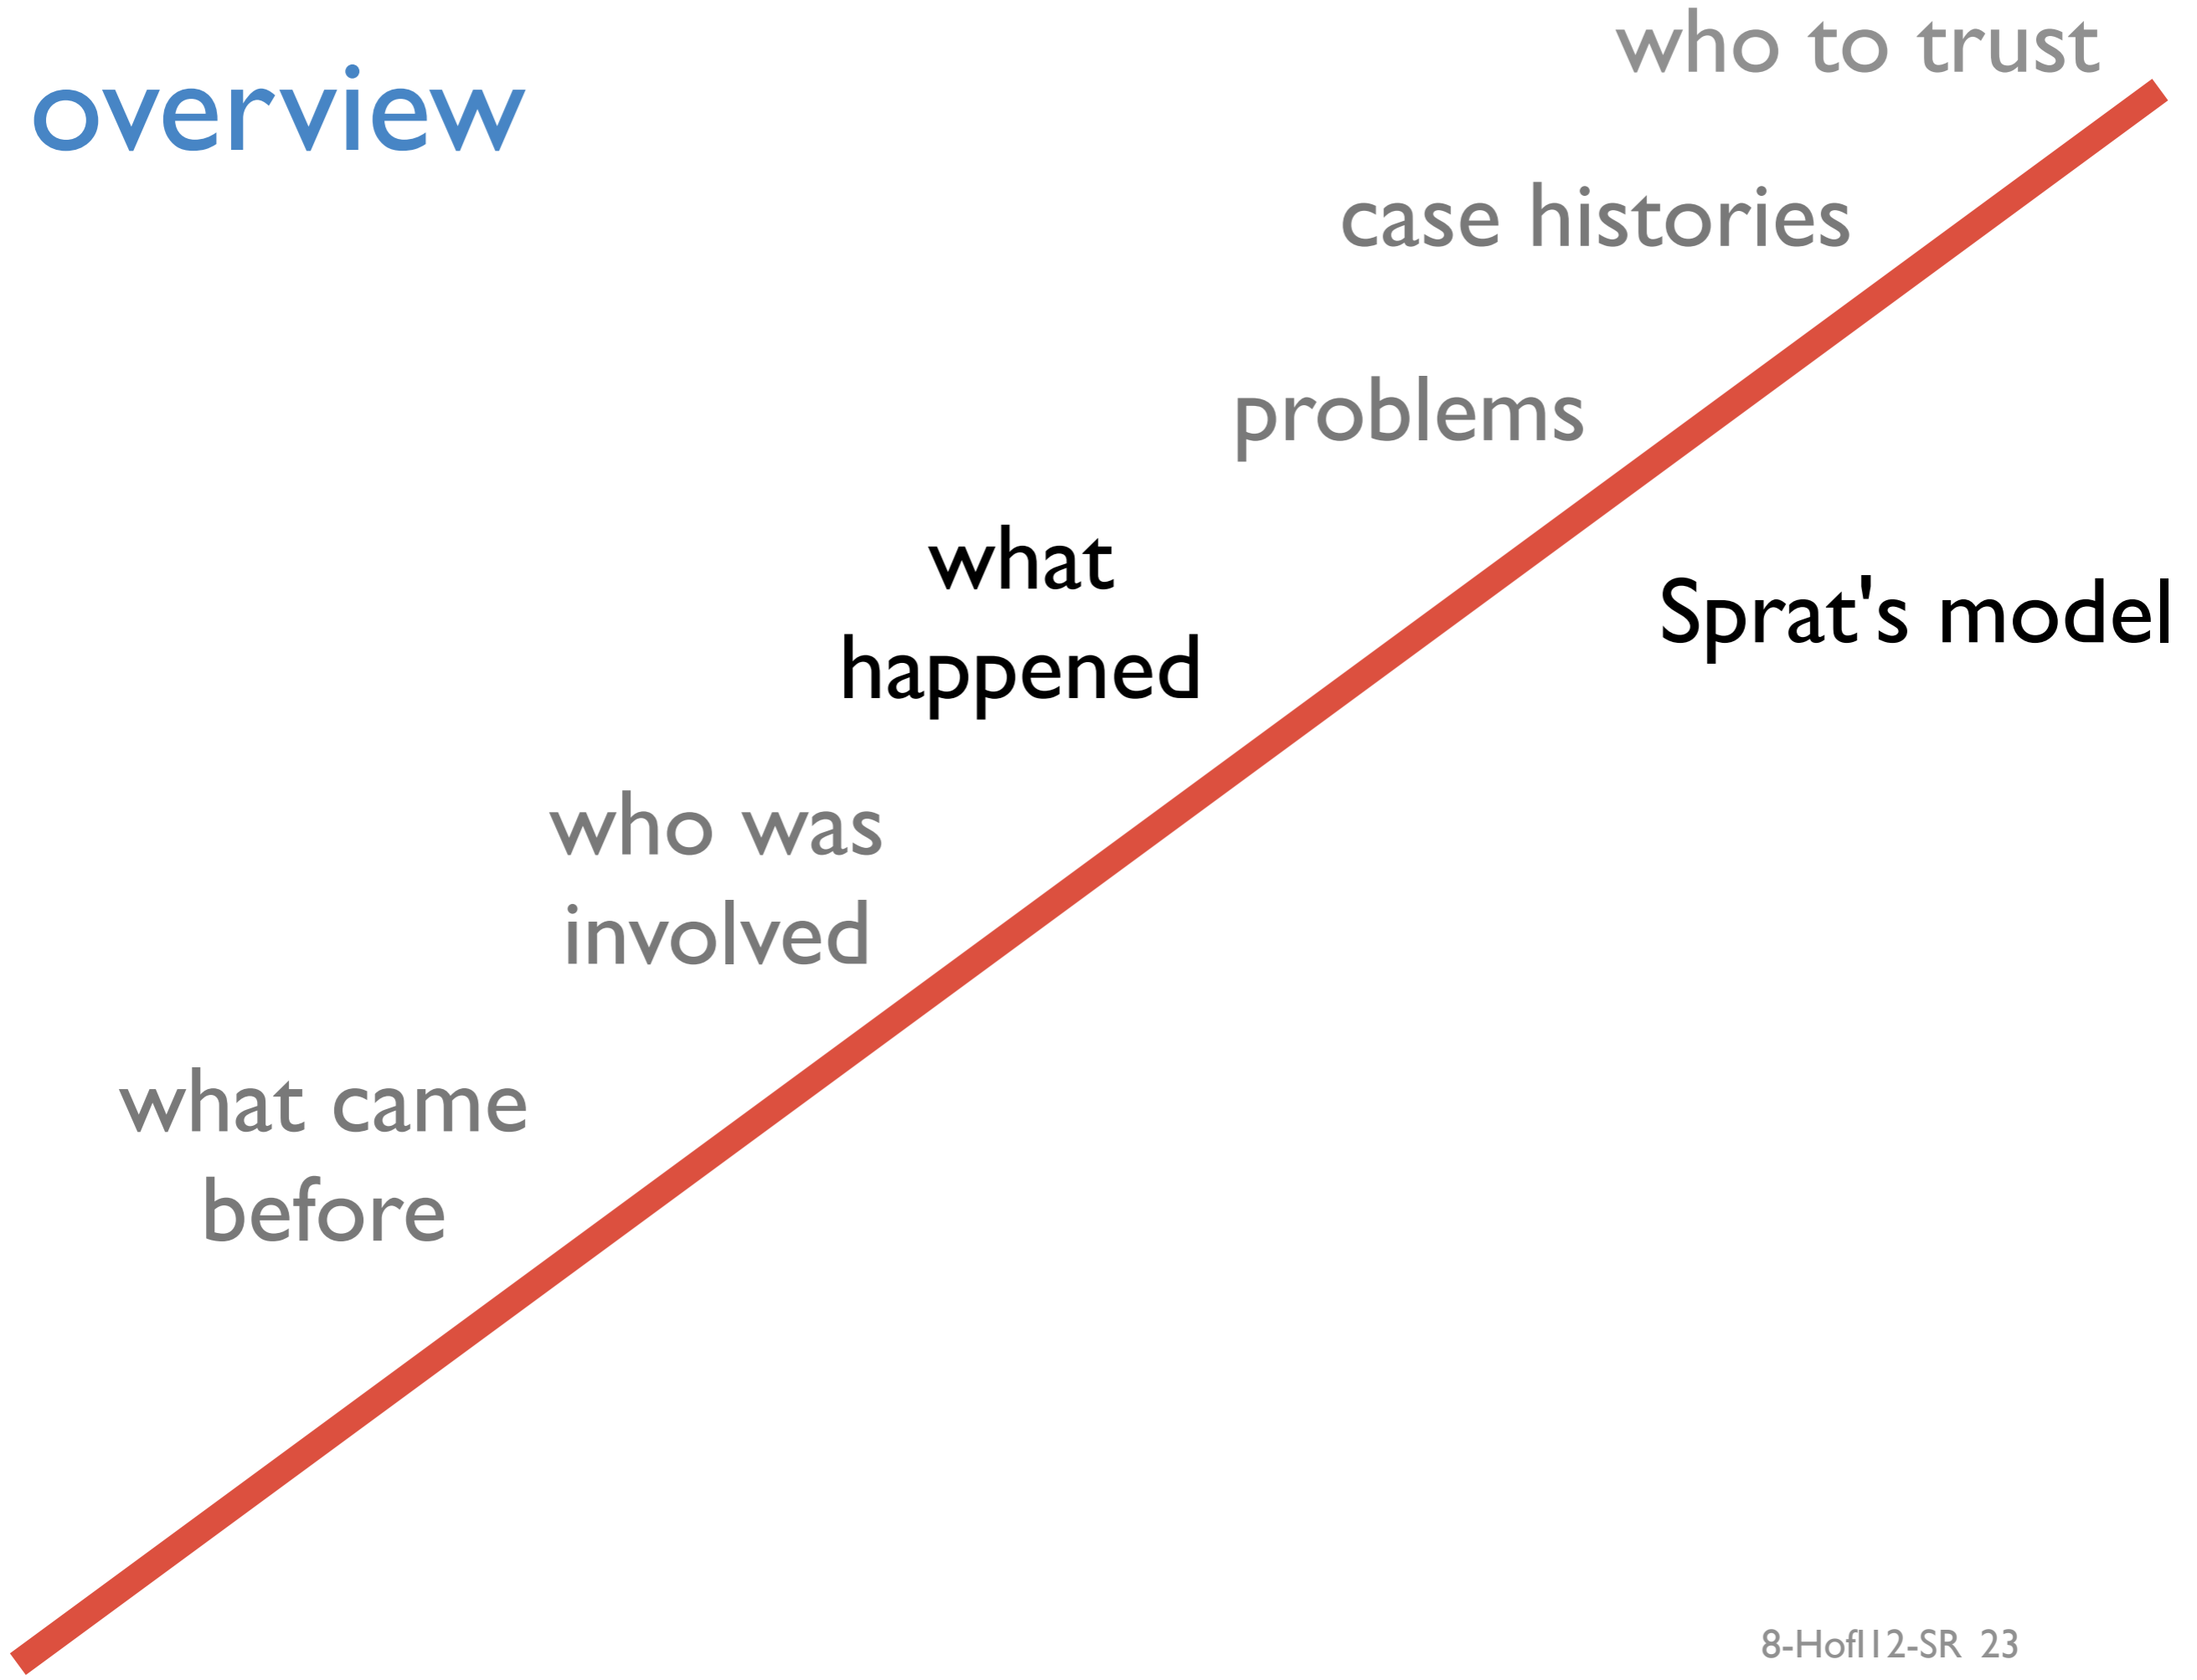 overview
who to trust
case histories
problems
what
happened
Sprat's model
who was
involved
what came
before
8-Hofl12-SR 23